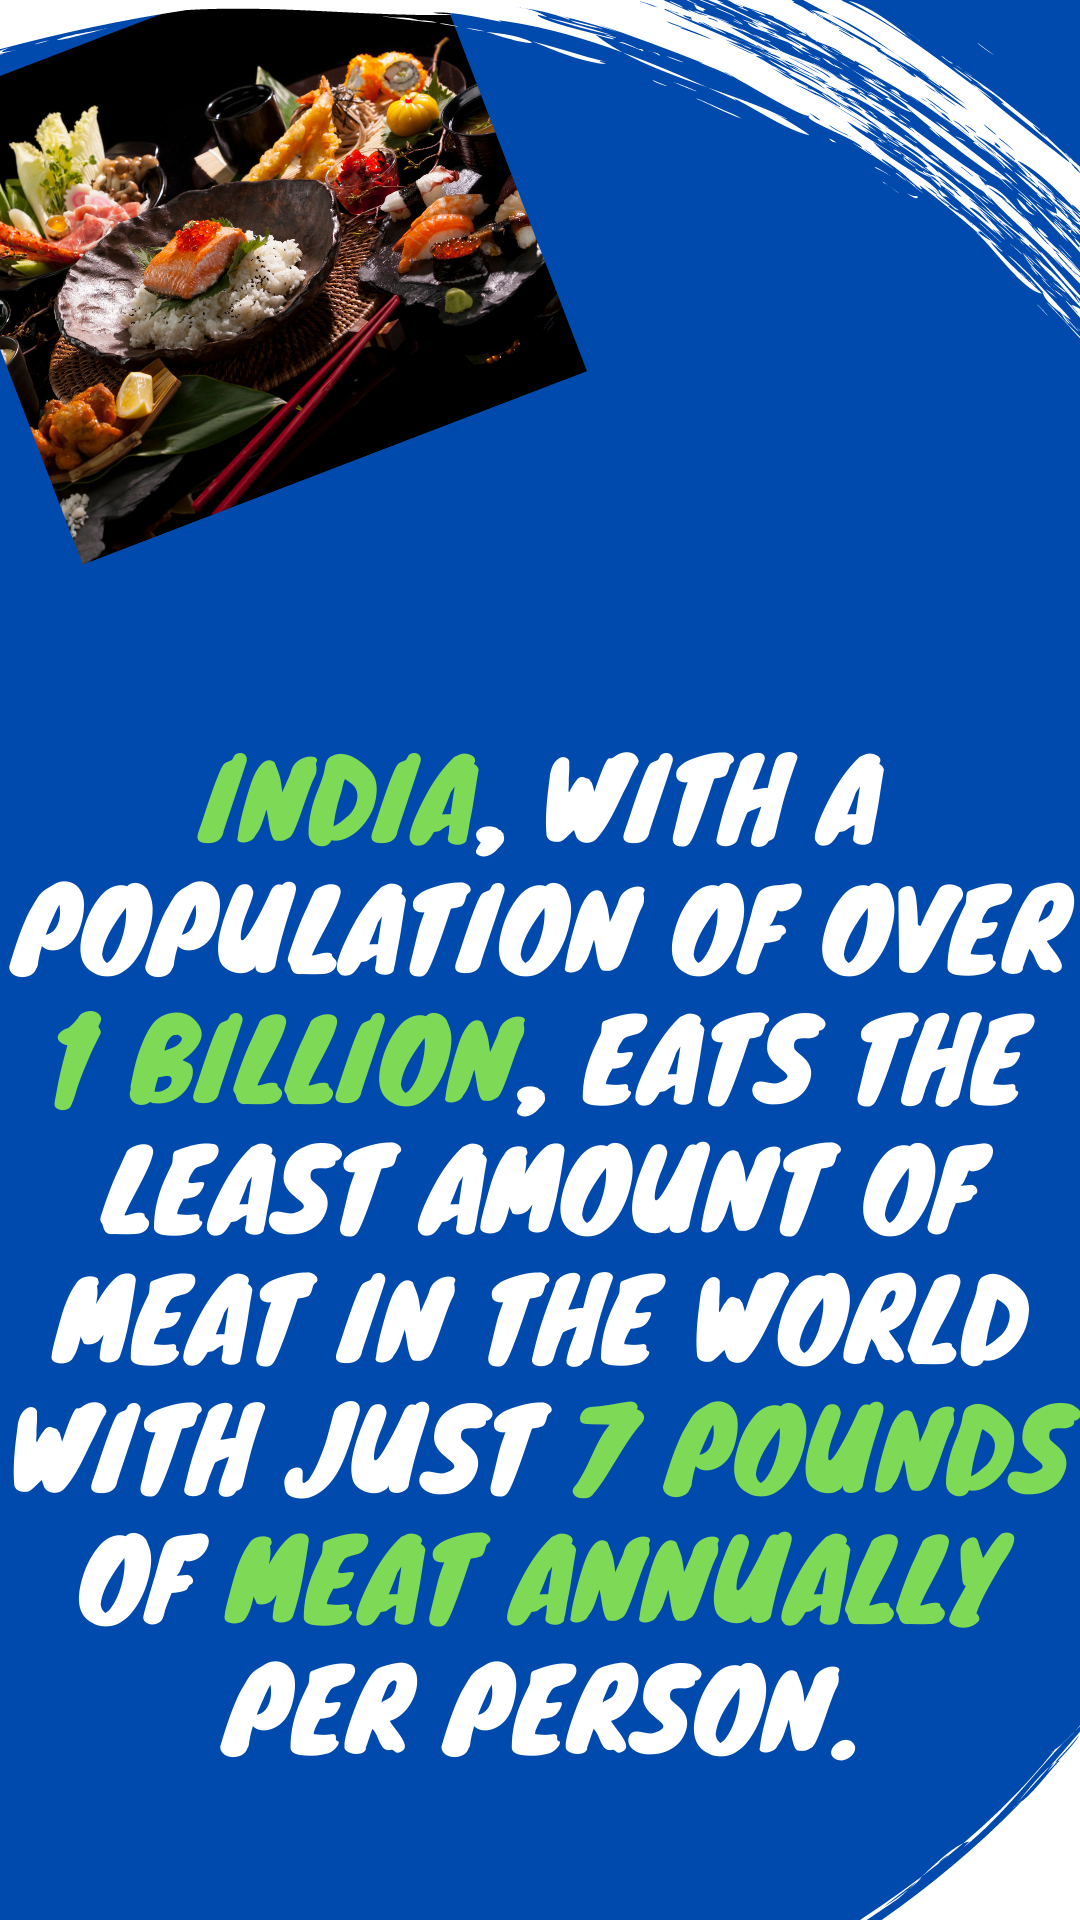 INDIA, WITH A
POPULATION OF OVER
1 BILLION, EATS THE
LEAST AMOUNT OF
MEAT IN THE WORLD
WITH JUST 7 POUNDS
OF MEAT ANNUALLY
PER PERSON.